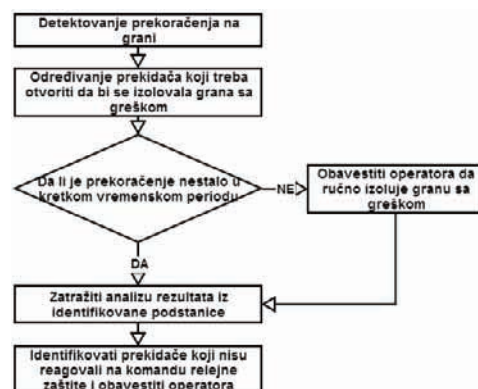 Detektovanje prekoračenja na
grani
Određivanje prekidača koji treba
otvoriti da bi se izolovala grana sa
greškom
Da li je prekoračenje nestalo u
kretkom vremenskom periodu
NE
Obavestiti operatora da
ručno izoluje granu sa
greškom
DA
Zatražiti analizu rezultata iz
identifikovane podstanice
Identifikovati prekidače koji nisu
reagovali na komandu relejne
zaštite i obavestiti operatora